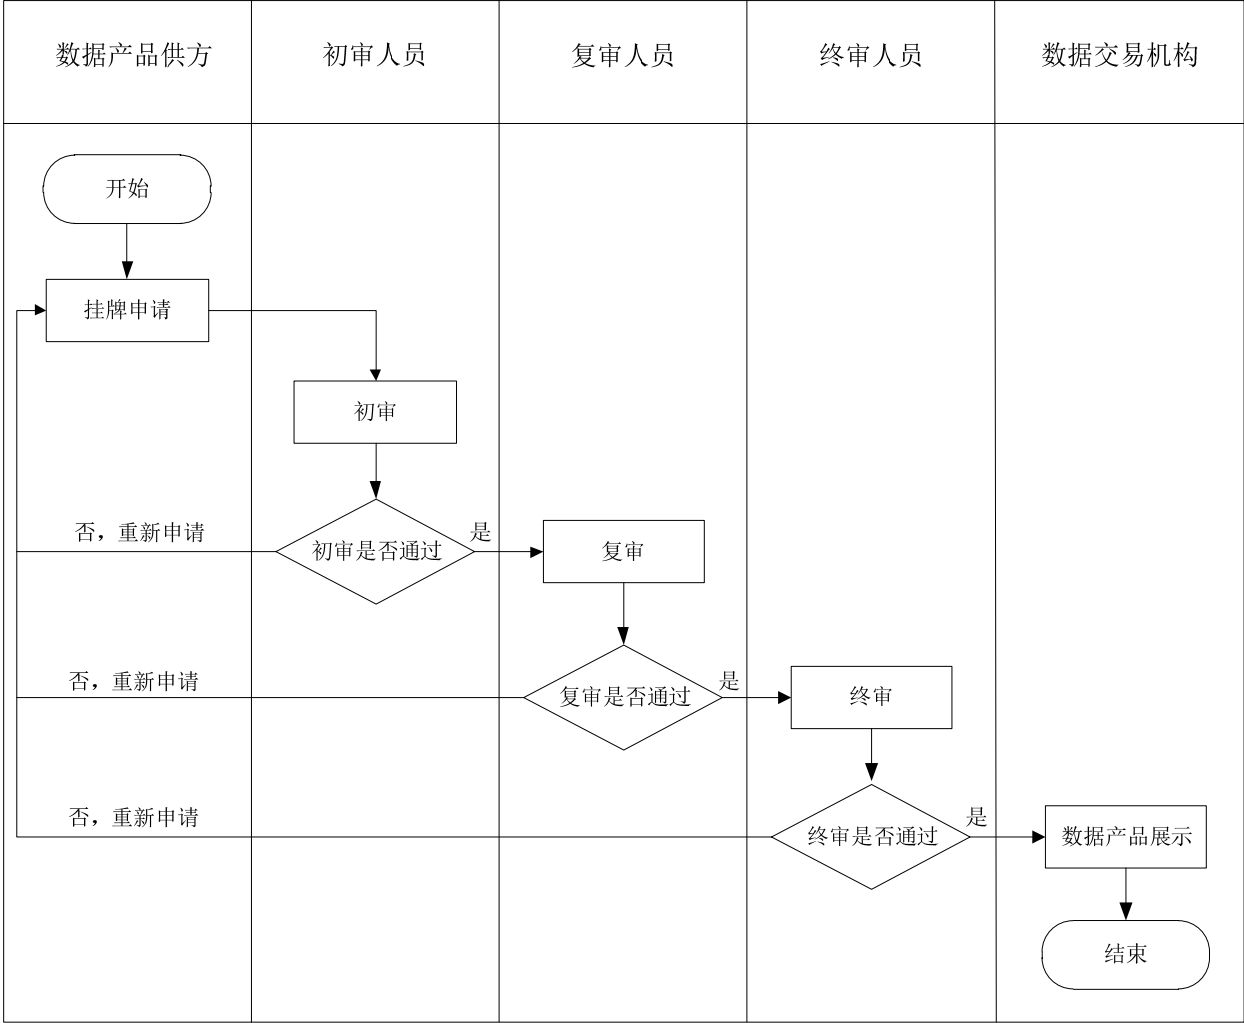 数据产品供方
初审人员
复审人员
终审人员
数据交易机构
开始
挂牌申请
初审
否，重新申请
初审是否通过
是
复审
否，重新申请
复审是否通过
是
终审
否，重新申请
终审是否通过
是
数据产品展示
结束